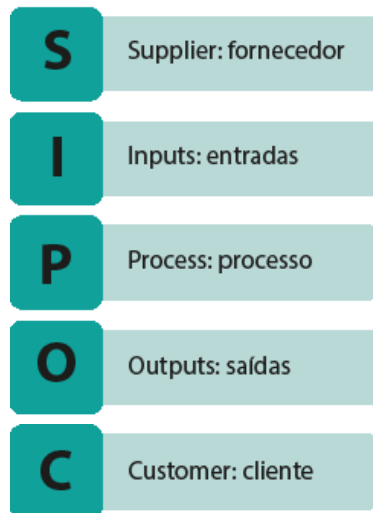 S
Supplier: fornecedor
I
Inputs: entradas
P
Process: processo
O
Outputs: saídas
C
Customer: cliente